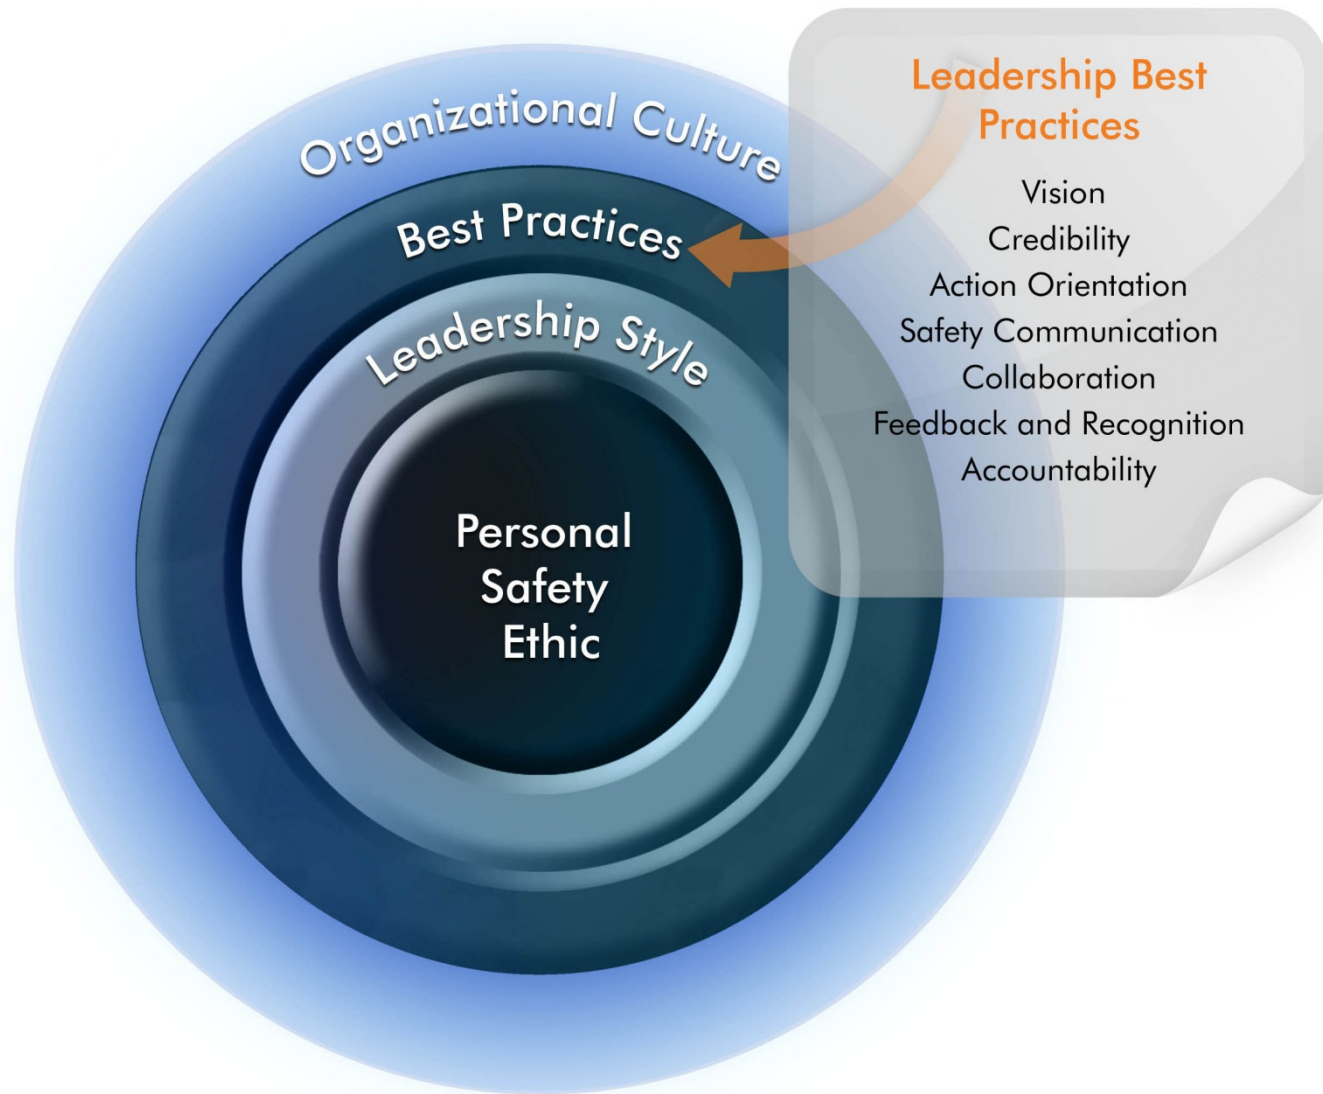 Organizational Culture
Best Practices
Leadership Style
Personal
Safety
Ethic
Leadership Best
Practices
Vision
Credibility
Action Orientation
Safety Communication
Collaboration
Feedback and Recognition
Accountability